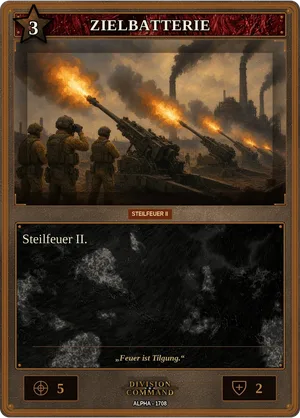 3
ZIELBATTERIE
STEILFEUER II
Steilfeuer II.
„Feuer ist Tilgung.“
5
DIVISION
COMMAND
2
ALPHA - 1708